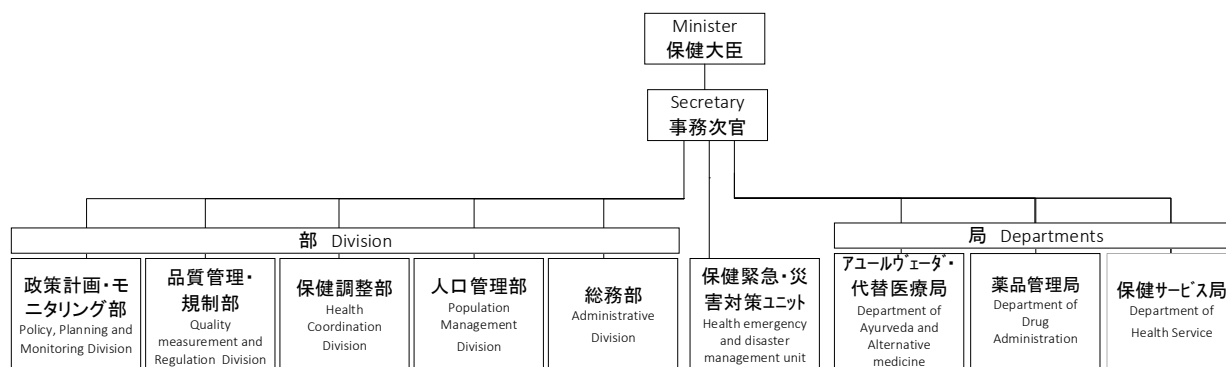 Minister
保健大臣
Secretary
事務次官
部 Division
局 Departments
政策計画・モ
ニタリング部
Policy, Planning and
Monitoring Division
品質管理・
規制部
Quality
measurement and
Regulation Division
保健調整部
Health
Coordination
Division
人口管理部
Population
Management
Division
総務部
Administrative
Division
保健緊急・災
害対策ユニット
Health emergency
and disaster
management unit
アユールヴェーダ・
代替医療局
Department of
Ayurveda and
Alternative
medicine
薬品管理局
Department of
Drug
Administration
保健サービス局
Department of
Health Service